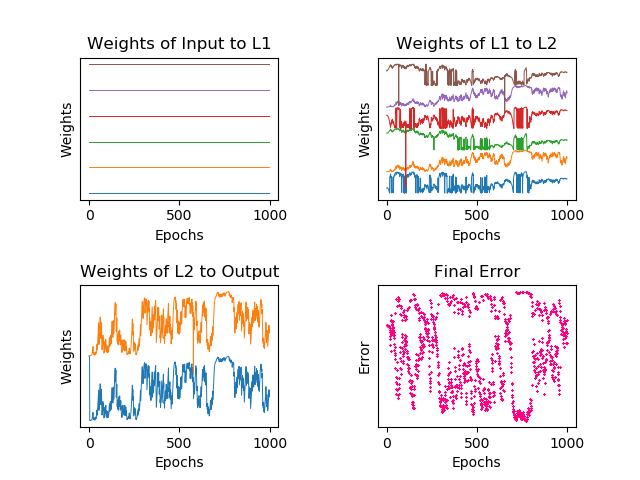 Weights of Input to L1
Weights
0 500 1000
Epochs
Weights of L1 to L2
Weights
0 500 1000
Epochs
Weights of L2 to Output
Weights
0 500 1000
Epochs
Final Error
Error
0 500 1000
Epochs